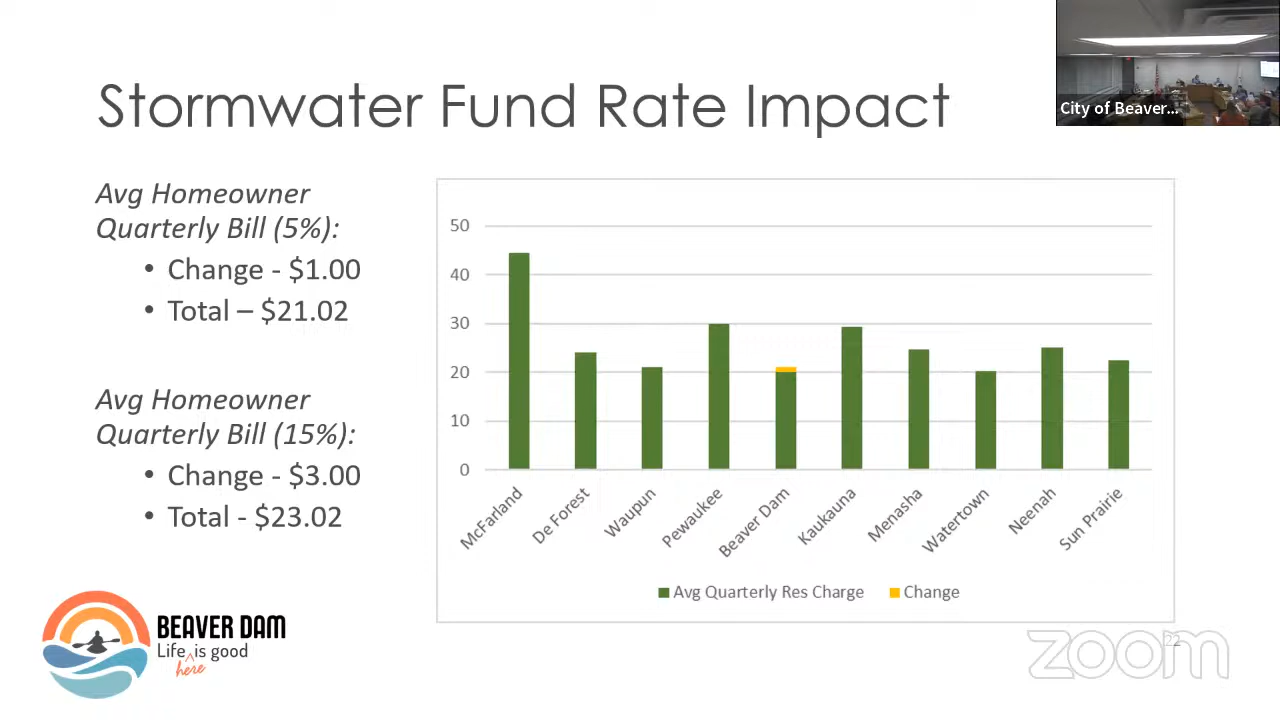 City of Beaver...
Stormwater Fund Rate Impact
Avg Homeowner
Quarterly Bill (5%):
• Change - $1.00
• Total – $21.02
Avg Homeowner
Quarterly Bill (15%):
• Change - $3.00
• Total - $23.02
50
40
30
20
10
0
McFarland
De Forest
Waupun
Pewaukee
Beaver Dam
Kaukauna
Menasha
Watertown
Neenah
Sun Prairie
Avg Quarterly Res Charge
Change
BEAVER DAM
Life is good
here
22
zoom